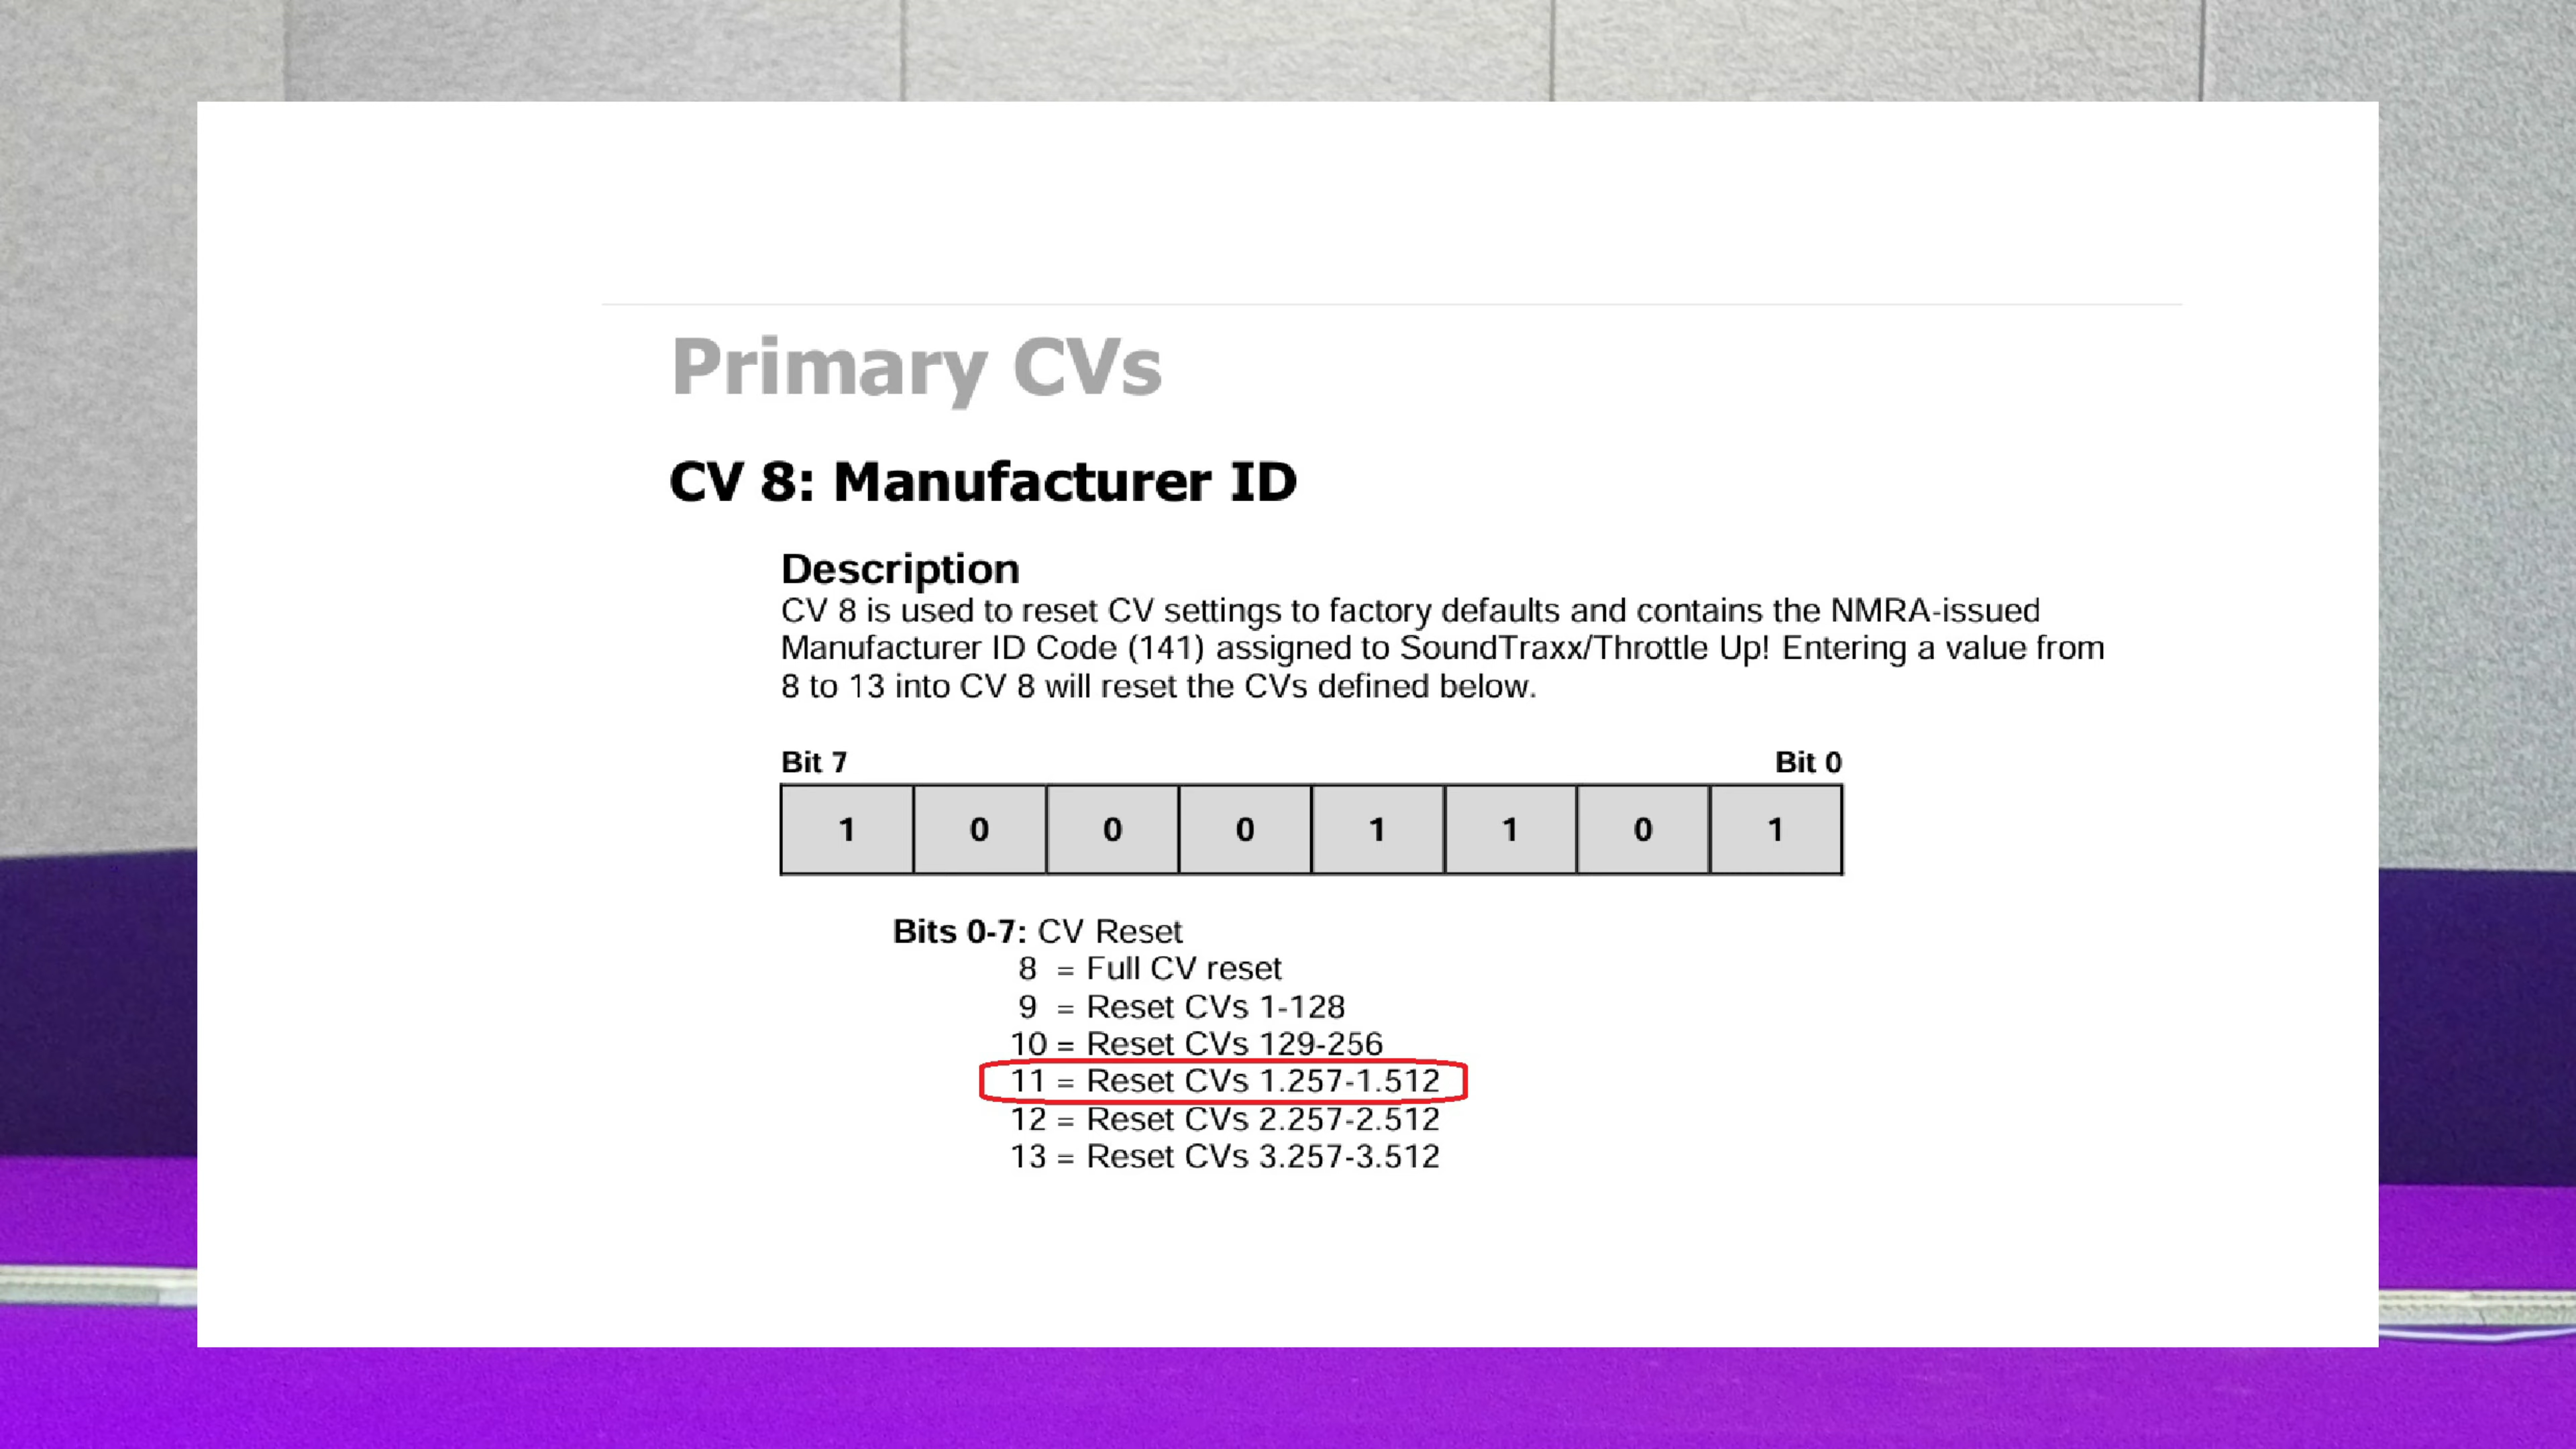 Primary CVs
CV 8: Manufacturer ID
Description
CV 8 is used to reset CV settings to factory defaults and contains the NMRA-issued
Manufacturer ID Code (141) assigned to SoundTraxx/Throttle Up! Entering a value from
8 to 13 into CV 8 will reset the CVs defined below.
Bit 7 Bit 0
1 0 0 0 1 1 0 1
Bits 0-7: CV Reset
8 = Full CV reset
9 = Reset CVs 1-128
10 = Reset CVs 129-256
11 = Reset CVs 1.257-1.512
12 = Reset CVs 2.257-2.512
13 = Reset CVs 3.257-3.512